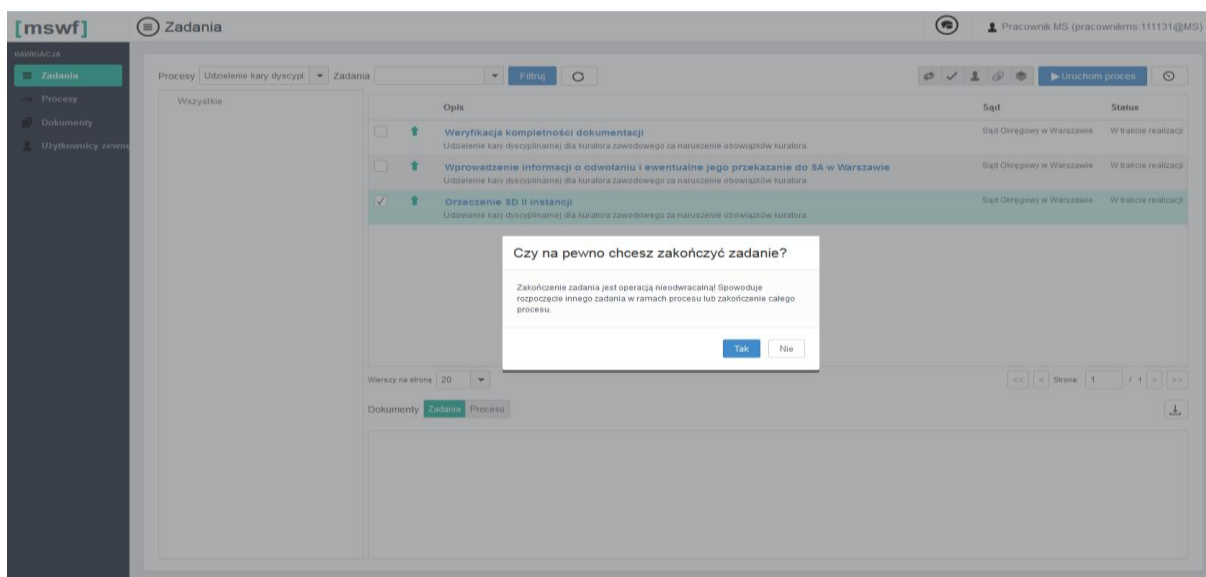 [mswf]
Zadania
Pracownik MS (pracownikms:111131@MS)
NAWIGACJA
Zadania
Procesy
Dokumenty
Użytkownicy zewnę
Procesy Udzielenie kary dyscypl Zadania Filtruj
Uruchom proces
Wszystkie
Opis Sąd Status
Weryfikacja kompletności dokumentacji Sąd Okręgowy w Warszawie W trakcie realizacji
Udzielenie kary dyscyplinarnej dla kuratora zawodowego za naruszenie obowiązków kuratora
Wprowadzenie informacji o odwołaniu i ewentualne jego przekazanie do SA w Warszawie Sąd Okręgowy w Warszawie W trakcie realizacji
Udzielenie kary dyscyplinarnej dla kuratora zawodowego za naruszenie obowiązków kuratora
Orzeczenie SD II instancji Sąd Okręgowy w Warszawie W trakcie realizacji
Udzielenie kary dyscyplinarnej dla kuratora zawodowego za naruszenie obowiązków kuratora
Czy na pewno chcesz zakończyć zadanie?
Zakończenie zadania jest operacją nieodwracalną! Spowoduje
rozpoczęcie innego zadania w ramach procesu lub zakończenie całego
procesu.
Tak Nie
Wierszy na stronę 20 << < Strona: 1 / 1 > >>
Dokumenty Zadania Procesu